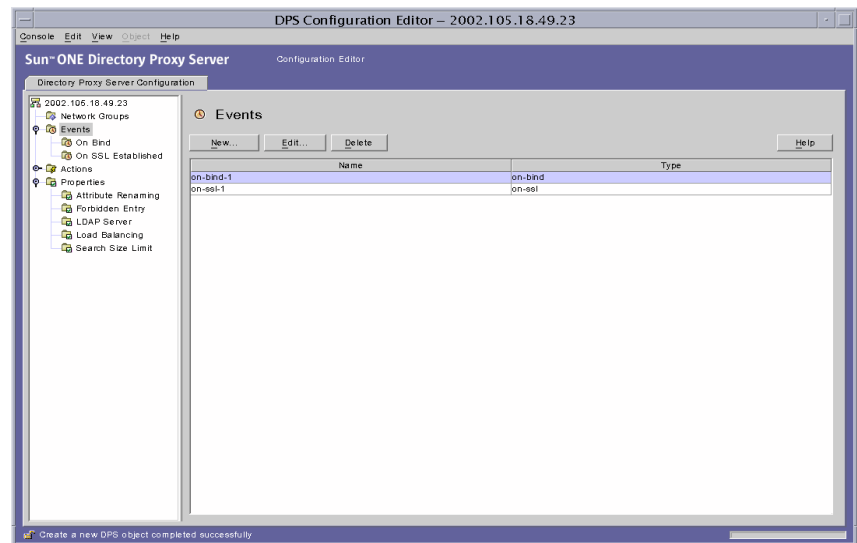 DPS Configuration Editor – 2002.105.18.49.23
Console Edit View Object Help
Sun™ ONE Directory Proxy Server Configuration Editor
Directory Proxy Server Configuration
2002.105.18.49.23
Network Groups
Events
On Bind
On SSL Established
Actions
Properties
Attribute Renaming
Forbidden Entry
LDAP Server
Load Balancing
Search Size Limit
Events
New... Edit... Delete Help
Name Type
on-bind-1 on-bind
on-ssl-1 on-ssl
Create a new DPS object completed successfully